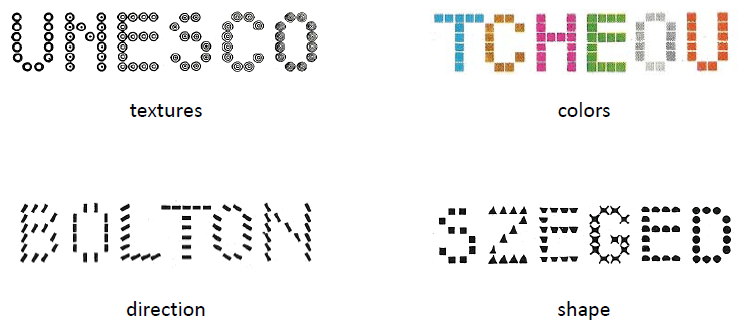 UNESCO TCHEOU
textures colors
BOLTON SZEGED
direction shape